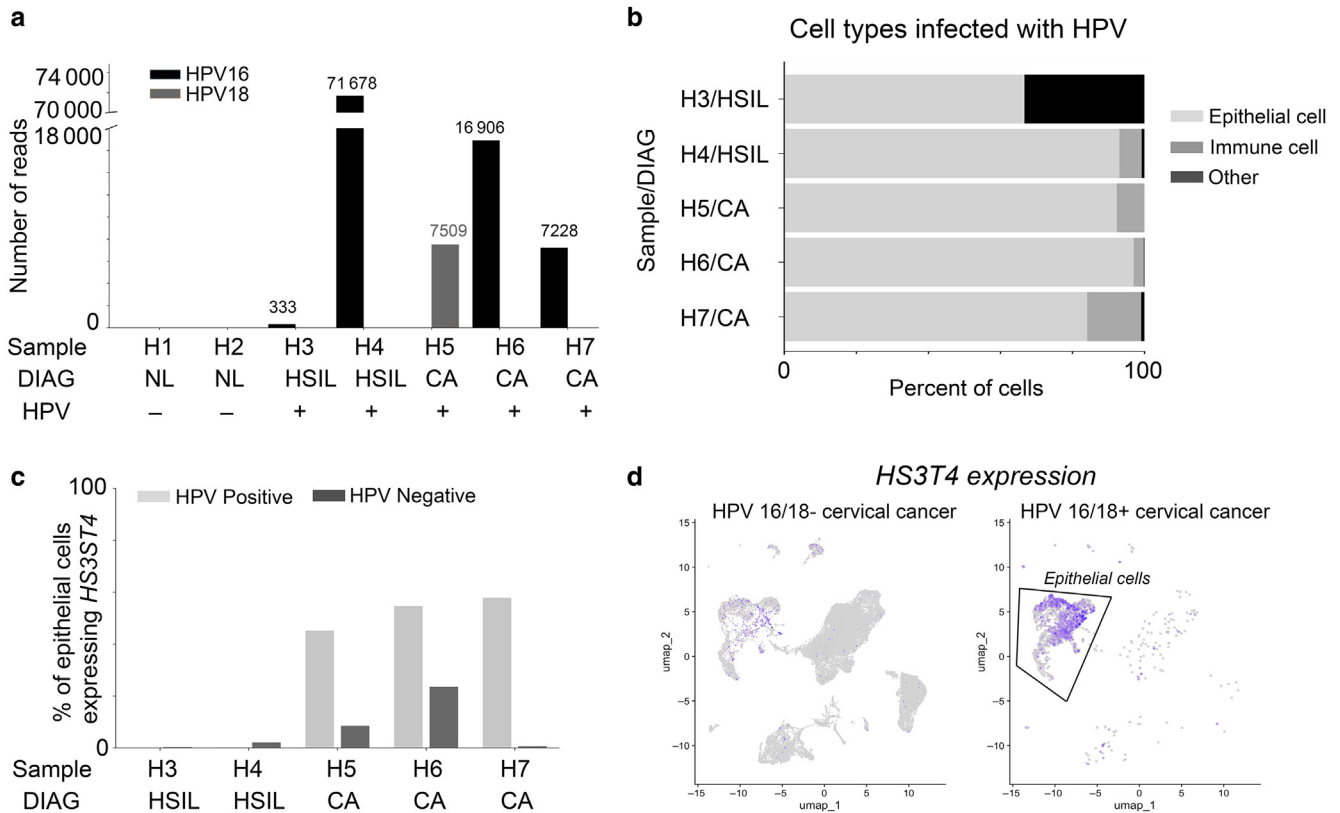 a
74 000
70 000
18 000
0
Number of reads
HPV16
HPV18
333
71 678
7509
16 906
7228
Sample H1 H2 H3 H4 H5 H6 H7
DIAG NL NL HSIL HSIL CA CA CA
HPV – – + + + + +
b
Cell types infected with HPV
Sample/DIAG
H3/HSIL
H4/HSIL
H5/CA
H6/CA
H7/CA
0 100
Percent of cells
Epithelial cell
Immune cell
Other
c
100
0
% of epithelial cells
expressing HS3ST4
HPV Positive HPV Negative
Sample H3 H4 H5 H6 H7
DIAG HSIL HSIL CA CA CA
d
HS3T4 expression
HPV 16/18- cervical cancer
15
10
5
0
−5
−10
umap_2
−15 −10 −5 0 5 10
umap_1
HPV 16/18+ cervical cancer
Epithelial cells
15
10
5
0
−5
−10
umap_2
−15 −10 −5 0 5 10
umap_1